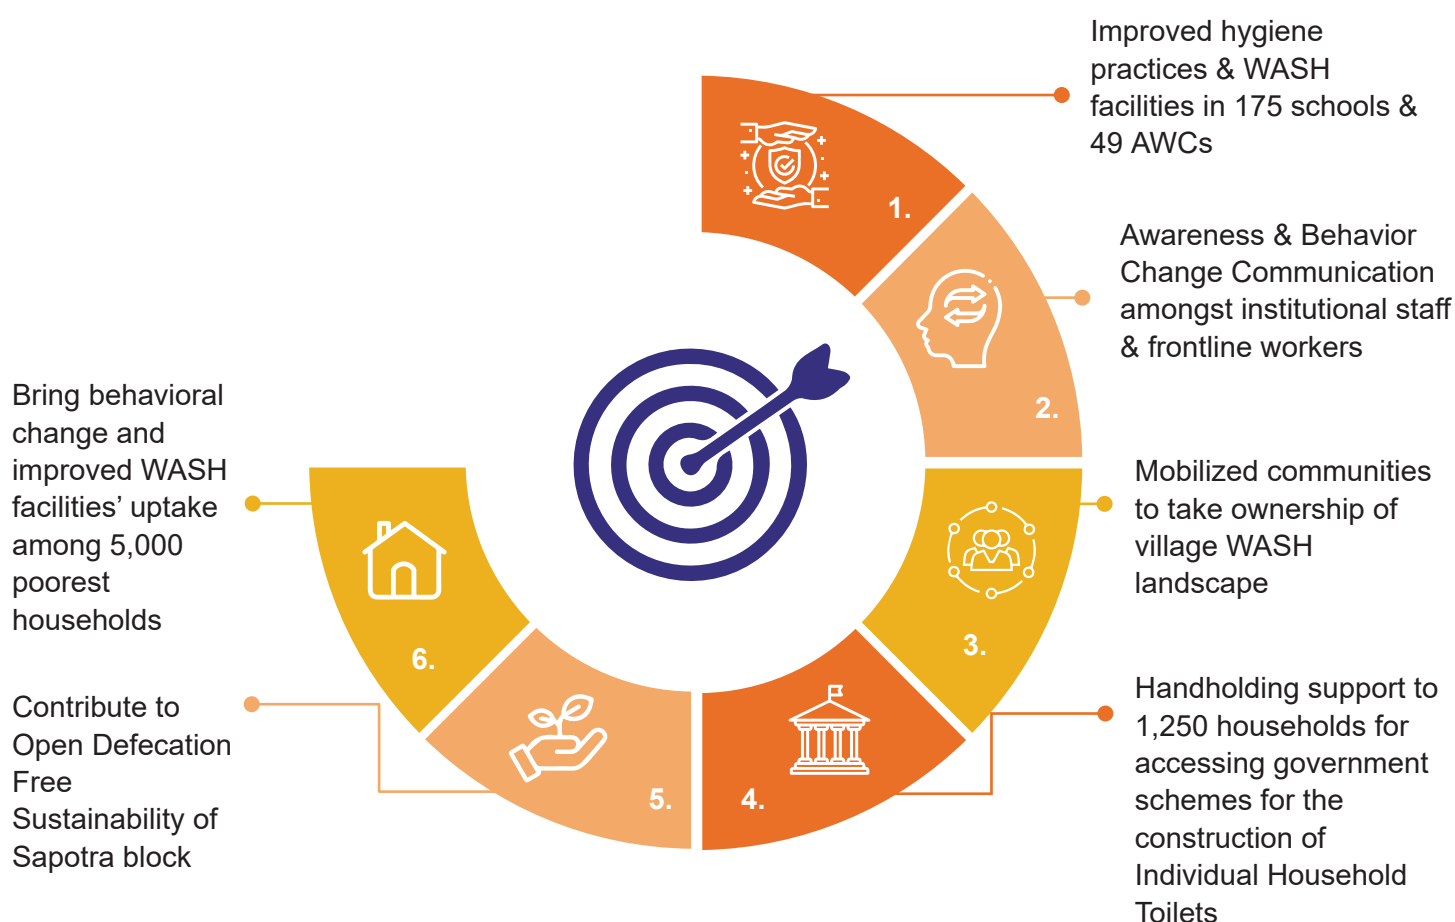 Improved hygiene
practices & WASH
facilities in 175 schools &
49 AWCs
1.
Awareness & Behavior
Change Communication
amongst institutional staff
& frontline workers
2.
Mobilized communities
to take ownership of
village WASH
landscape
3.
Handholding support to
1,250 households for
accessing government
schemes for the
construction of
Individual Household
Toilets
4.
Contribute to
Open Defecation
Free
Sustainability of
Sapotra block
5.
Bring behavioral
change and
improved WASH
facilities’ uptake
among 5,000
poorest
households
6.